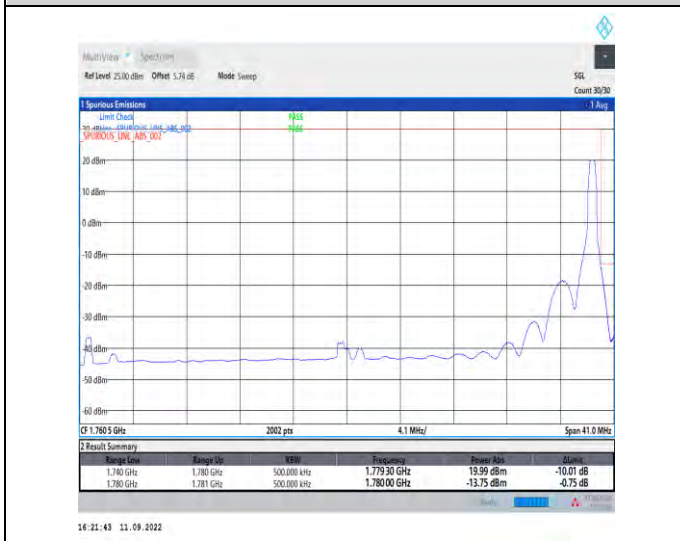 MultiView Spectrum
Ref Level 25.00 dBm Offset 5.74 dB Mode Sweep SGL
Count 30/30
1 Spurious Emissions 1 Avg
Limit Check PASS
PASS
_SPURIOUS_LINE_ABS_002
20 dBm
10 dBm
0 dBm
-10 dBm
-20 dBm
-30 dBm
-40 dBm
-50 dBm
-60 dBm
CF 1.760 5 GHz 2002 pts 4.1 MHz/ Span 41.0 MHz
2 Result Summary
Range Low Range Up RBW Frequency Power Abs ΔLimit
1.740 GHz 1.780 GHz 500.000 kHz 1.779 30 GHz 19.99 dBm -10.01 dB
1.780 GHz 1.781 GHz 500.000 kHz 1.780 00 GHz -13.75 dBm -0.75 dB
Ready
16:21:43 11.09.2022